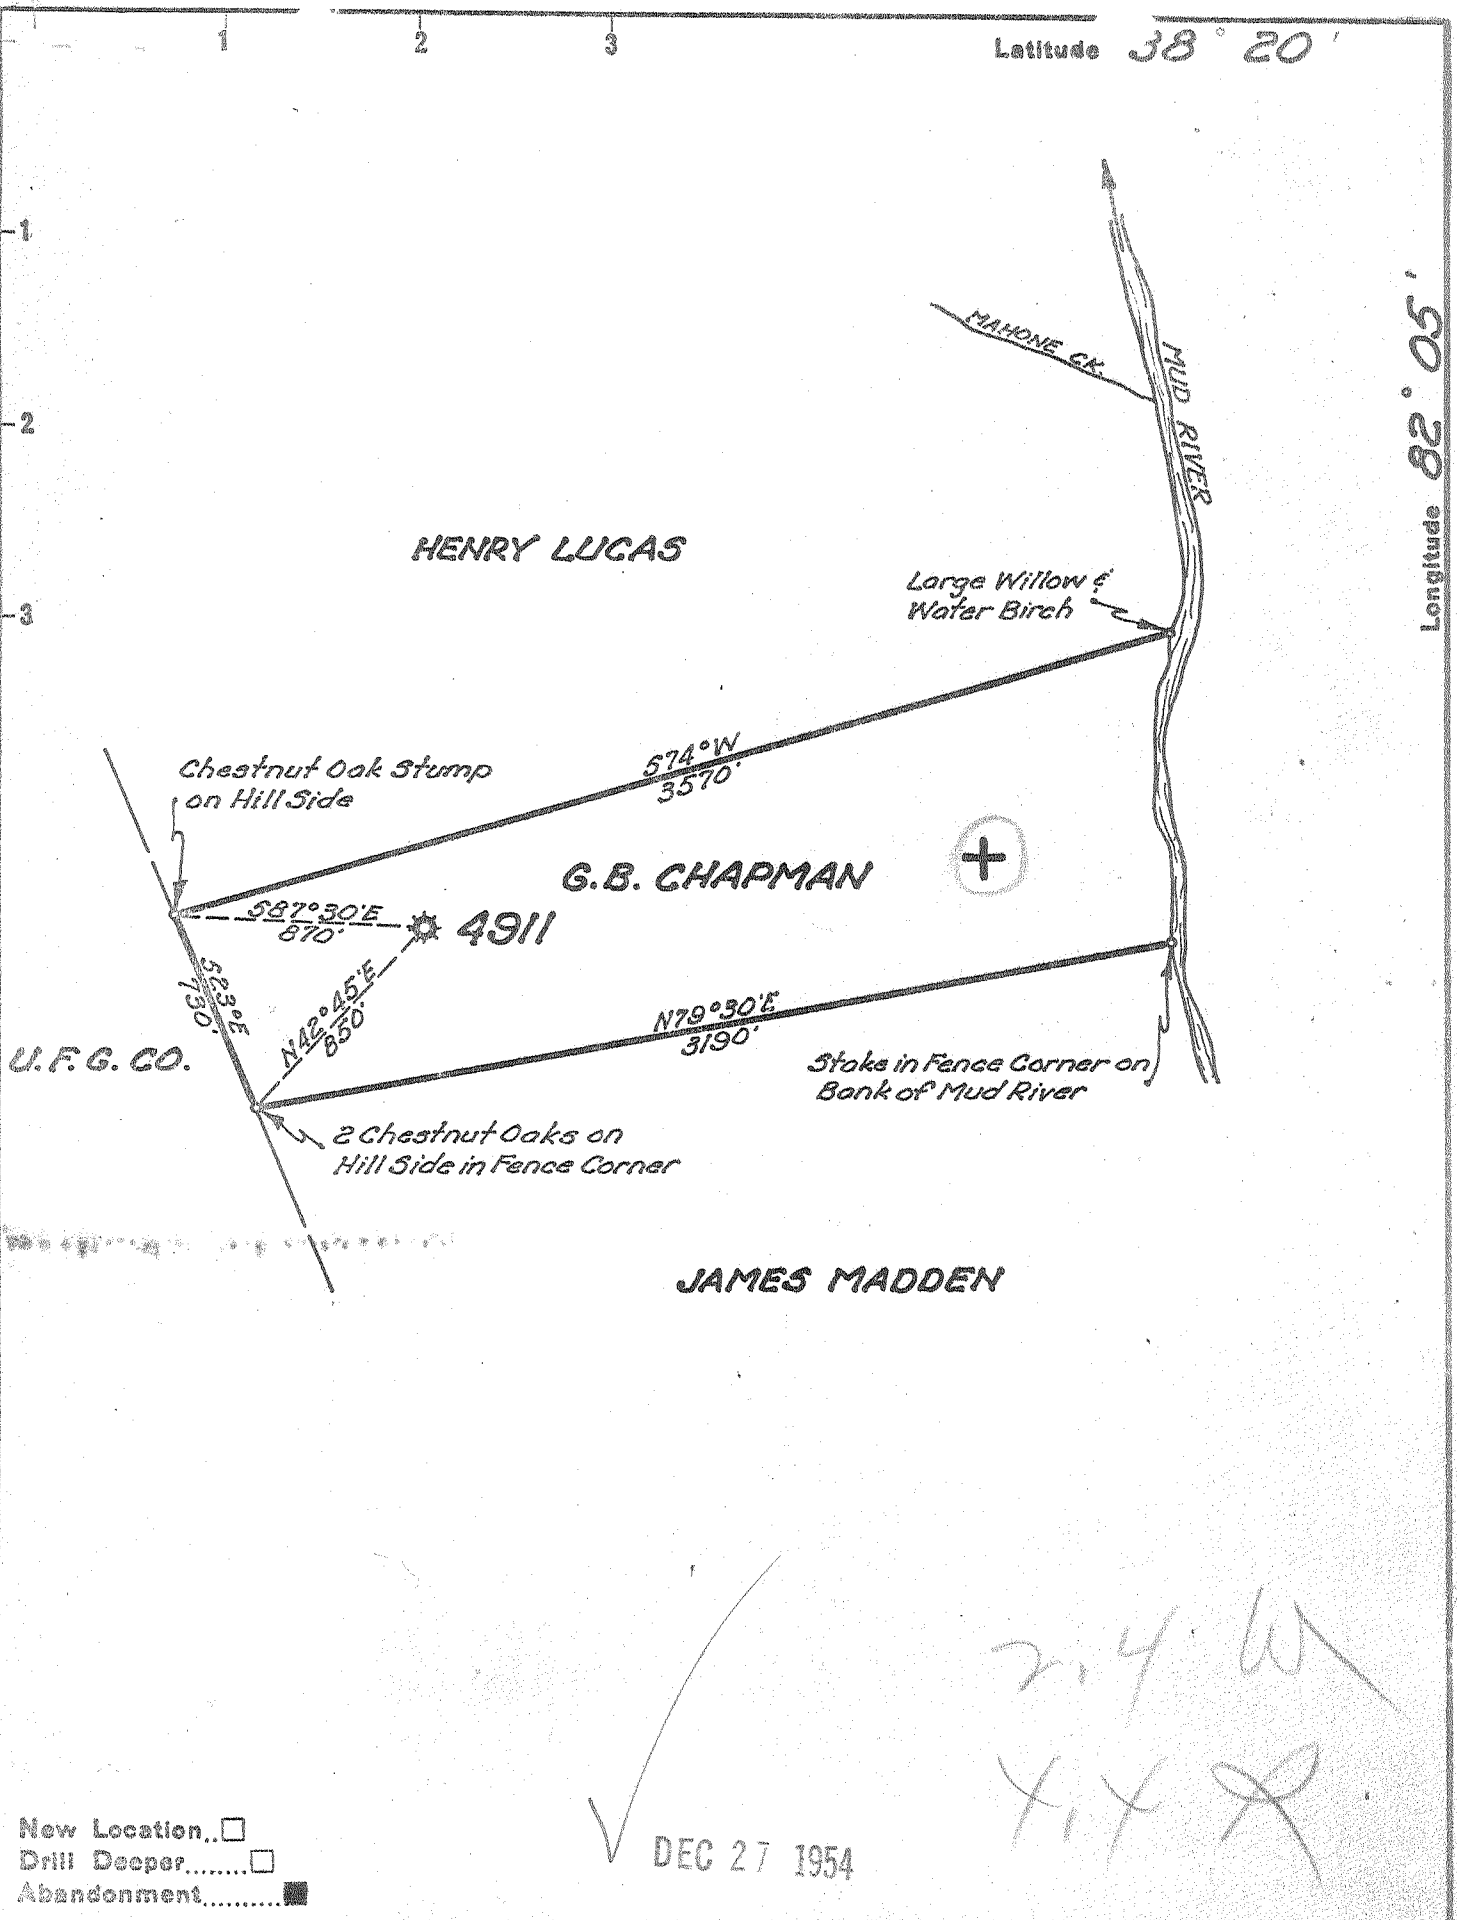 1 2 3
Latitude 38° 20'
1
2
3
Longitude 82° 05'
MAHONE CK.
MUD RIVER
HENRY LUCAS
Large Willow &
Water Birch
S74°W
3570'
Chestnut Oak Stump
on Hill Side
G.B. CHAPMAN
S87°30'E
870'
4911
S23°E
730'
N42°45'E
850'
N79°30'E
3190'
U.F.G. CO.
Stake in Fence Corner on
Bank of Mud River
2 Chestnut Oaks on
Hill Side in Fence Corner
JAMES MADDEN
2.4 W
New Location..
Drill Deeper........
Abandonment..........
DEC 27 1954